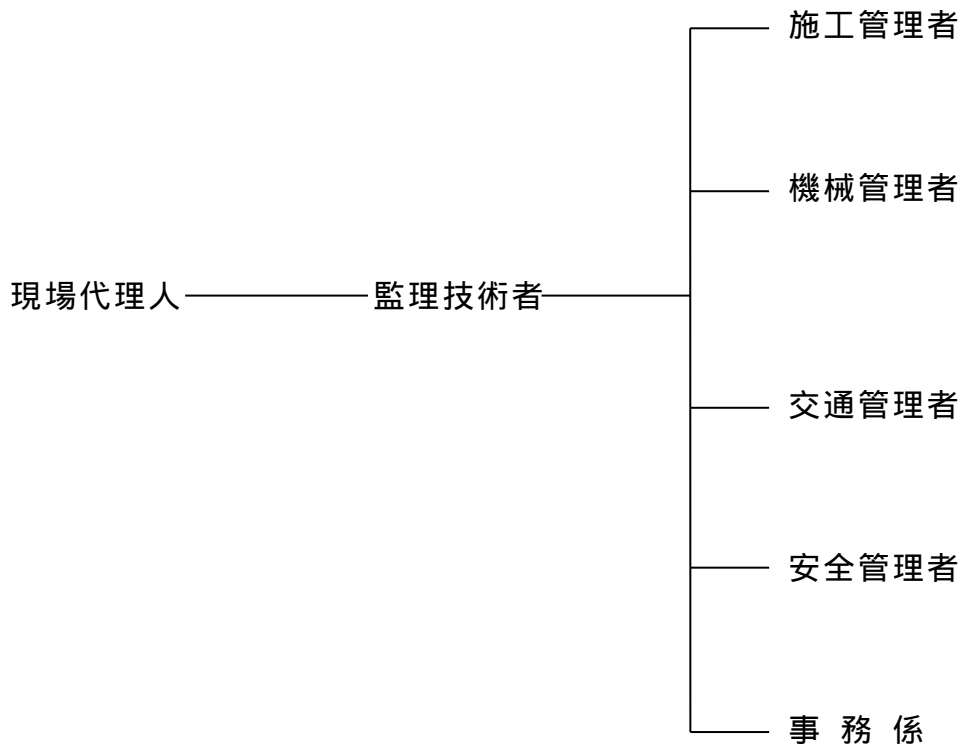 施工管理者
機械管理者
現場代理人
監理技術者
交通管理者
安全管理者
事 務 係